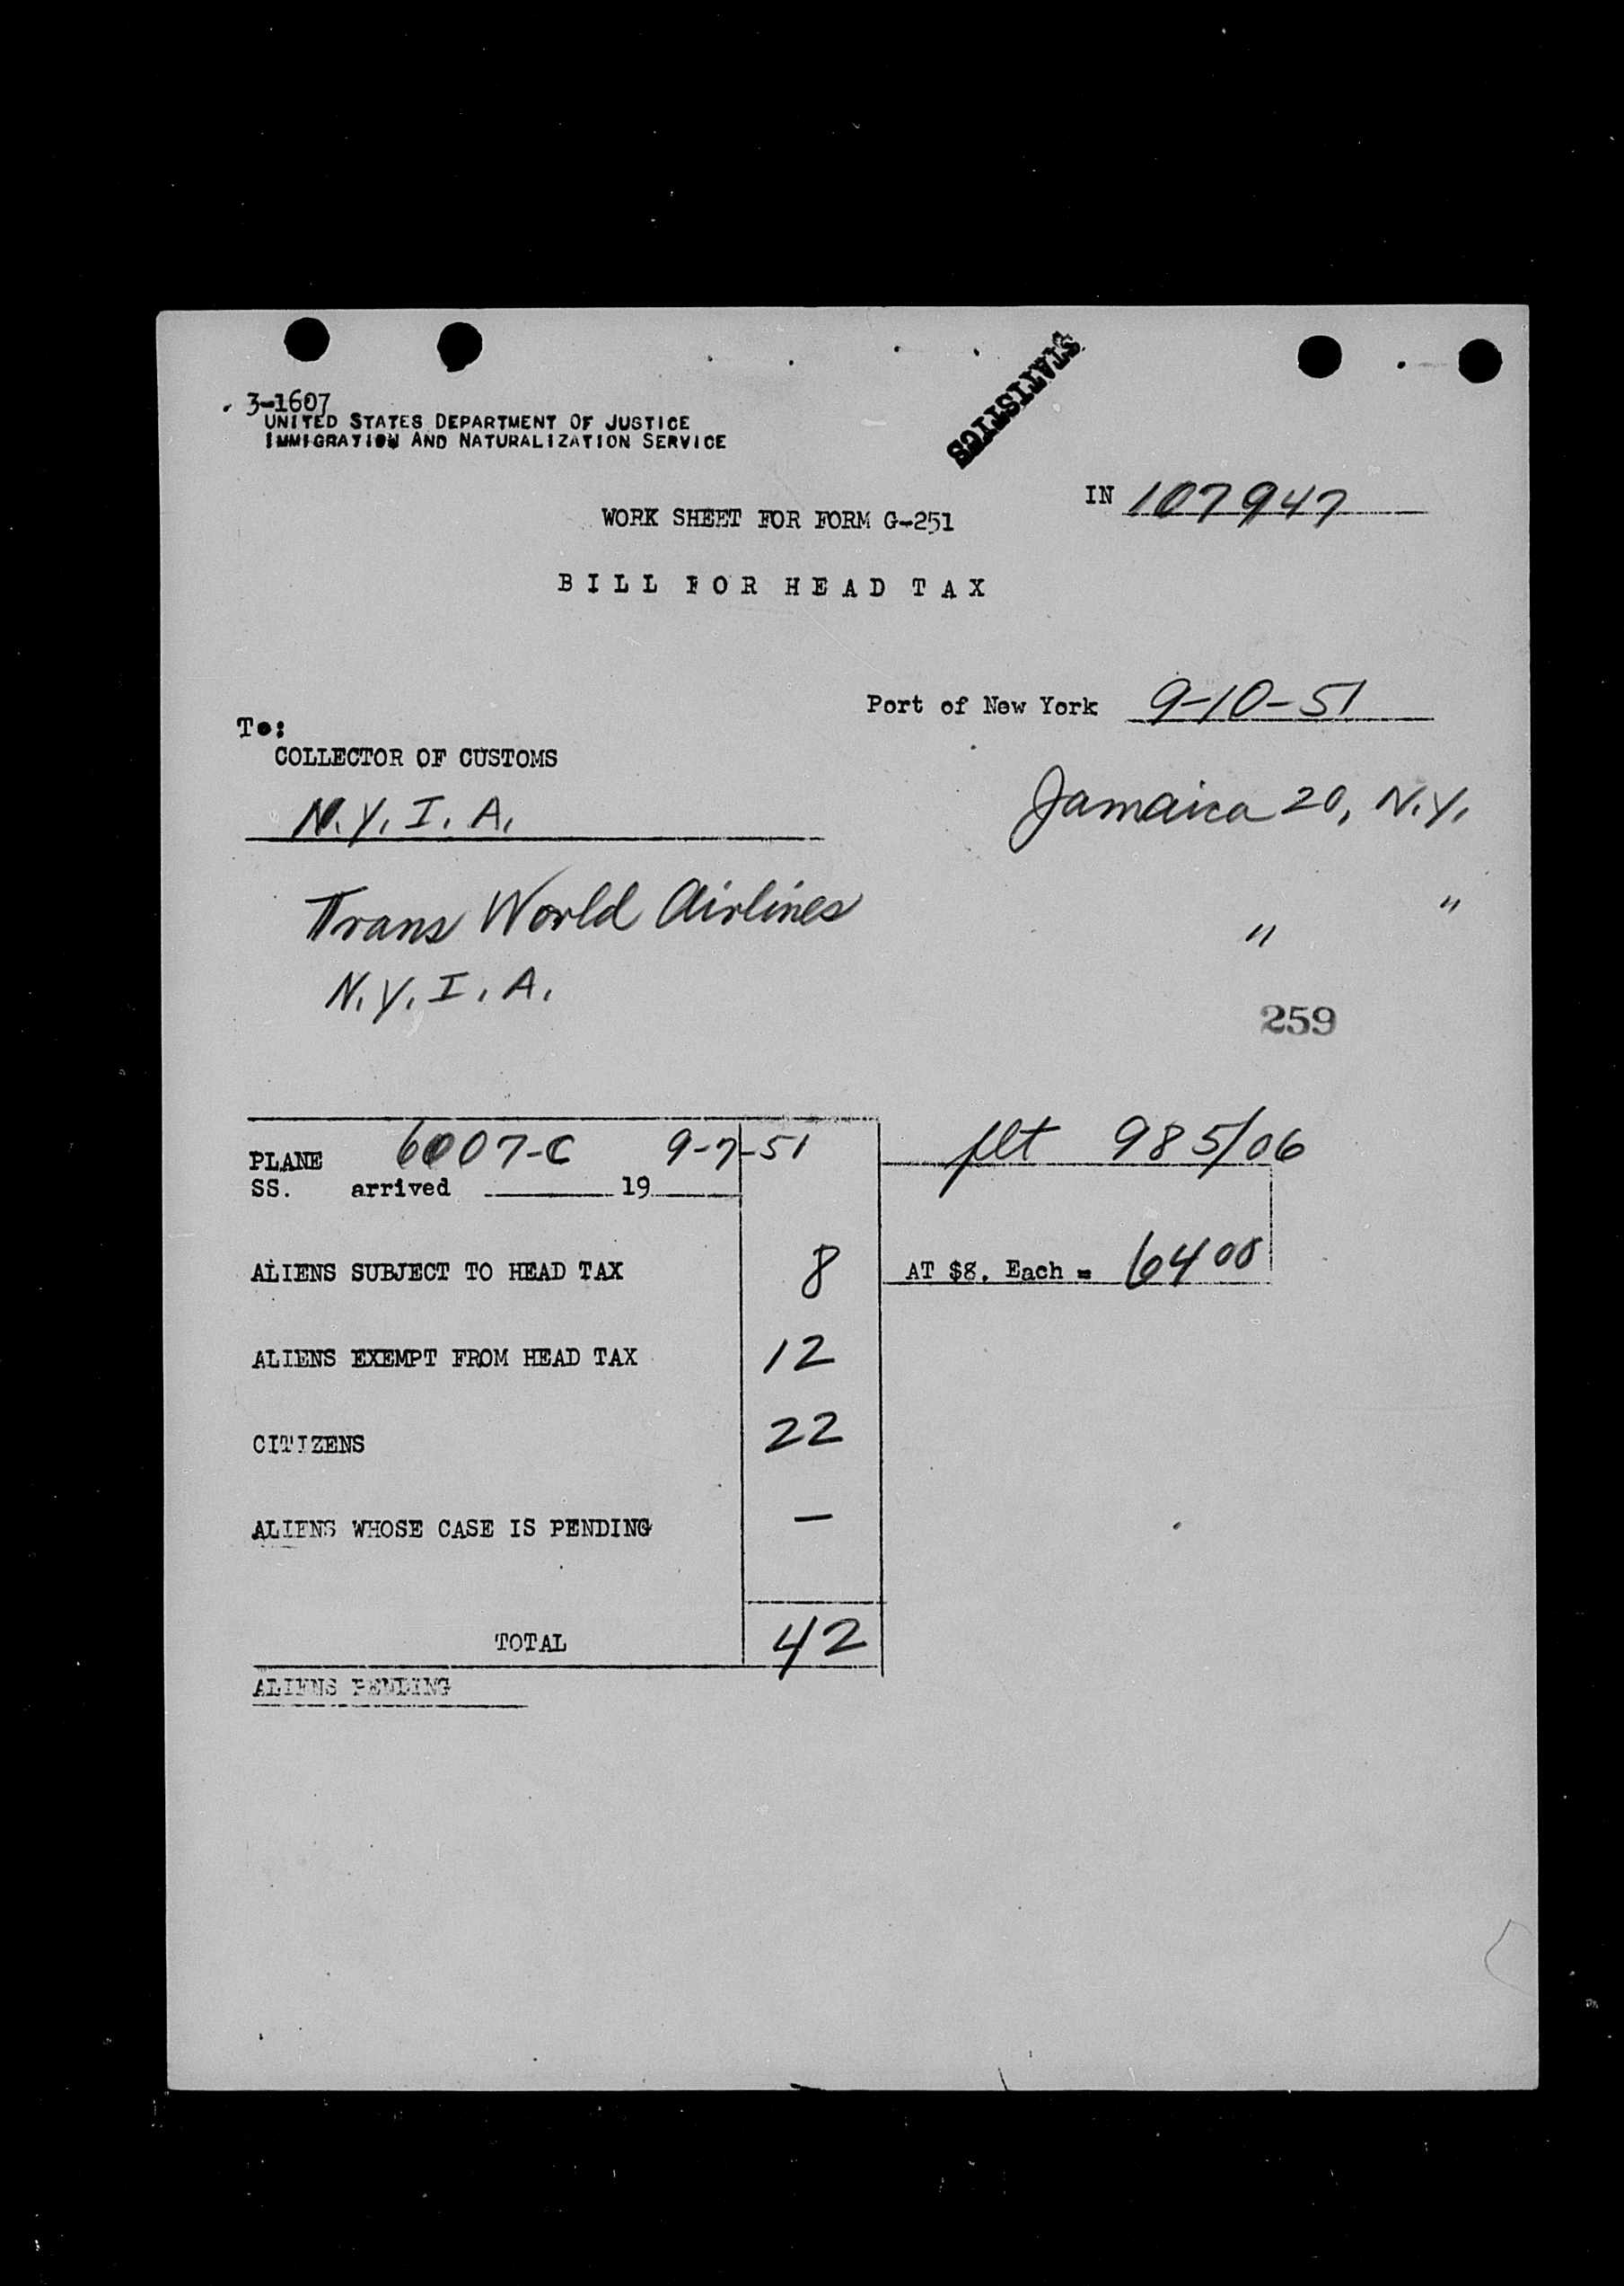 STATISTICS
3-1607
UNITED STATES DEPARTMENT OF JUSTICE
IMMIGRATION AND NATURALIZATION SERVICE
IN 107947
WORK SHEET FOR FORM G-251
BILL FOR HEAD TAX
Port of New York 9-10-51
To:
COLLECTOR OF CUSTOMS
N.Y.I.A. Jamaica 20, N.Y.
Trans World Airlines " "
N.Y.I.A.
259
PLANE 6007-C 9-7-51 flt 985/06
SS. arrived 19
ALIENS SUBJECT TO HEAD TAX 8 AT $8. Each = 6400
ALIENS EXEMPT FROM HEAD TAX 12
CITIZENS 22
ALIENS WHOSE CASE IS PENDING —
TOTAL 42
ALIENS PENDING